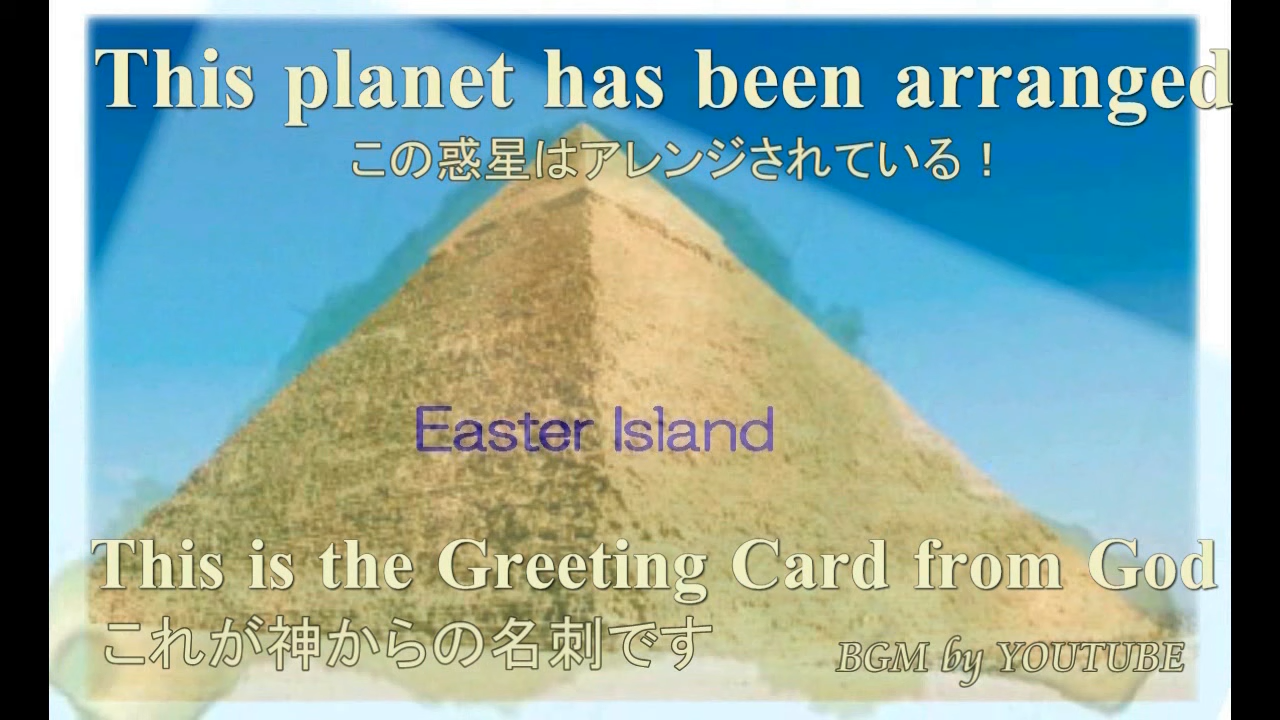 This planet has been arranged
この惑星はアレンジされている！
Easter Island
This is the Greeting Card from God
これが神からの名刺です
BGM by YOUTUBE